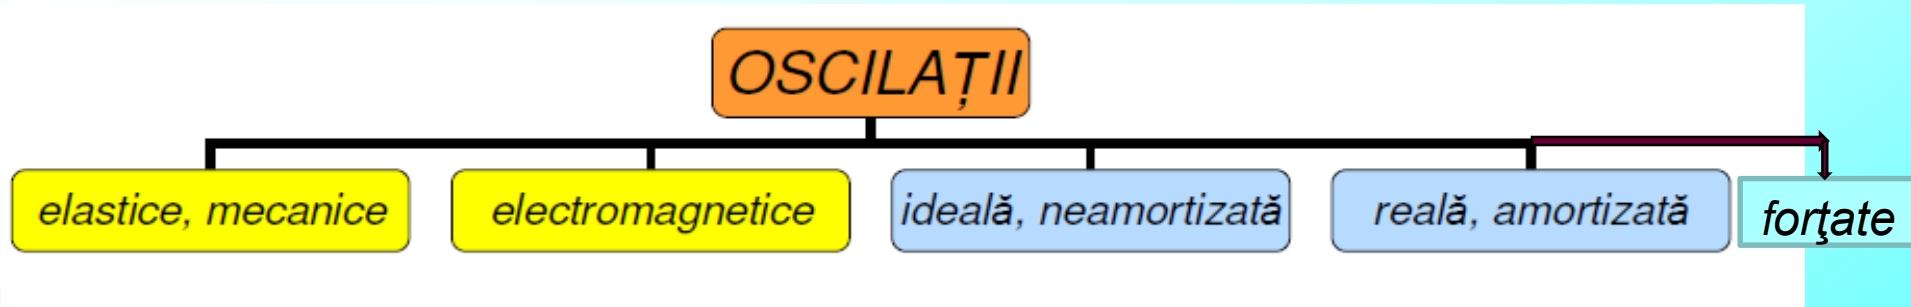 OSCILAȚII
elastice, mecanice
electromagnetice
ideală, neamortizată
reală, amortizată
forţate